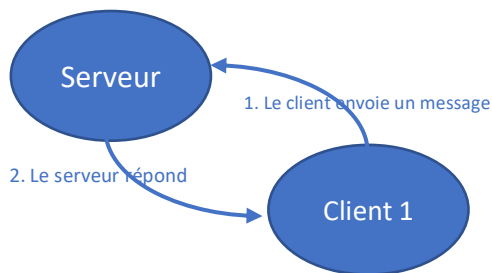 Serveur
1. Le client envoie un message
2. Le serveur répond
Client 1